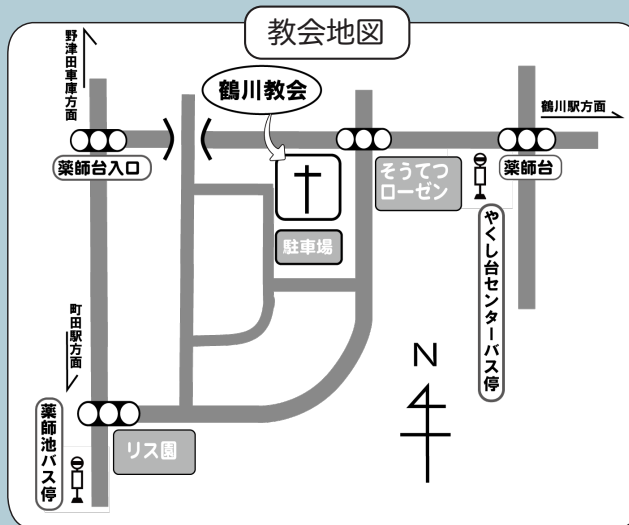 教会地図
野津田車庫方面
鶴川教会
鶴川駅方面
薬師台入口
そうてつ
ローゼン
薬師台
駐車場
やくし台センターバス停
町田駅方面
N
薬師池バス停
リス園